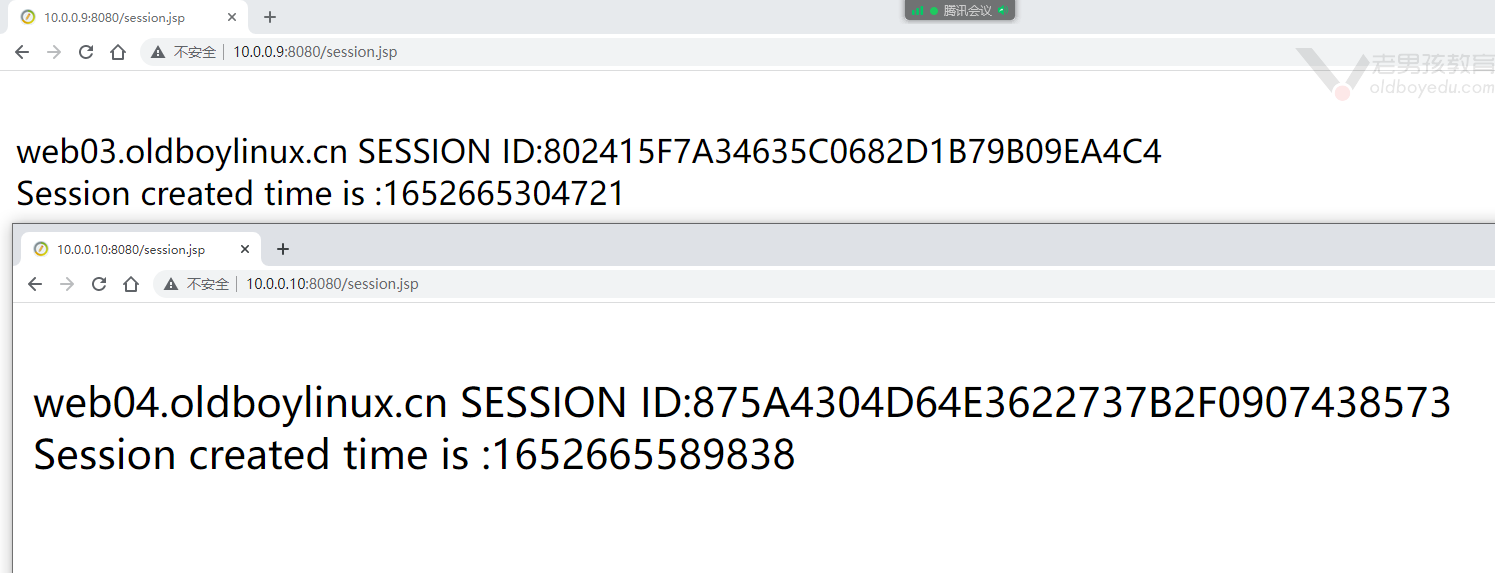 10.0.0.9:8080/session.jsp
腾讯会议
不安全 10.0.0.9:8080/session.jsp
老男孩教育
oldboyedu.com
web03.oldboylinux.cn SESSION ID:802415F7A34635C0682D1B79B09EA4C4
Session created time is :1652665304721
10.0.0.10:8080/session.jsp
不安全 10.0.0.10:8080/session.jsp
web04.oldboylinux.cn SESSION ID:875A4304D64E3622737B2F0907438573
Session created time is :1652665589838